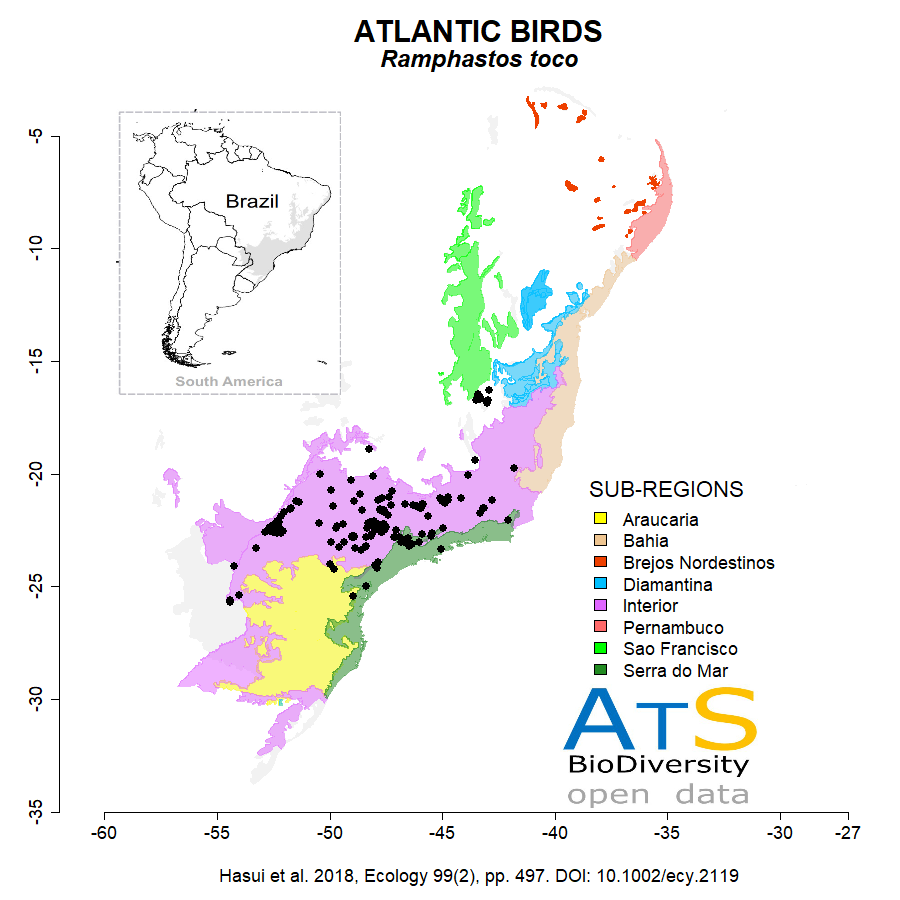 ATLANTIC BIRDS
Ramphastos toco
-5
-10
-15
-20
-25
-30
-35
Brazil
South America
SUB-REGIONS
Araucaria
Bahia
Brejos Nordestinos
Diamantina
Interior
Pernambuco
Sao Francisco
Serra do Mar
ATS
BioDiversity
open data
-60 -55 -50 -45 -40 -35 -30 -27
Hasui et al. 2018, Ecology 99(2), pp. 497. DOI: 10.1002/ecy.2119